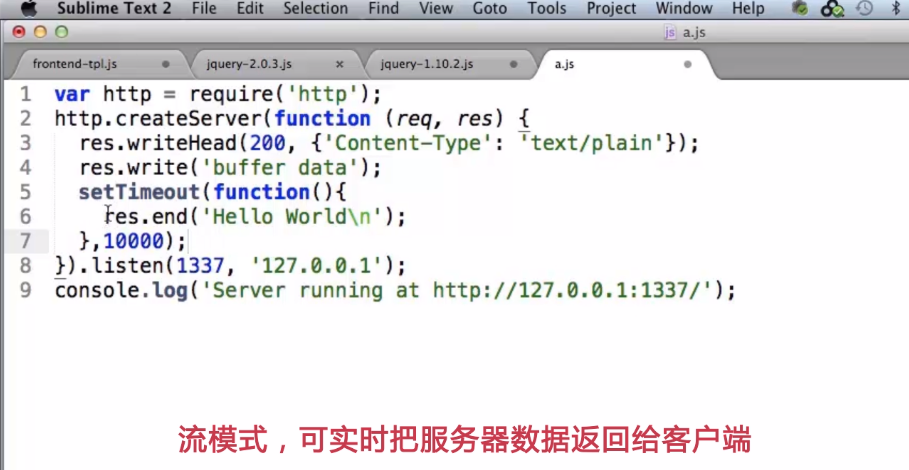 Sublime Text 2 File Edit Selection Find View Goto Tools Project Window Help
a.js
frontend-tpl.js jquery-2.0.3.js jquery-1.10.2.js a.js
1 var http = require('http');
2 http.createServer(function (req, res) {
3 res.writeHead(200, {'Content-Type': 'text/plain'});
4 res.write('buffer data');
5 setTimeout(function(){
6 res.end('Hello World\n');
7 },10000);
8 }).listen(1337, '127.0.0.1');
9 console.log('Server running at http://127.0.0.1:1337/');
流模式，可实时把服务器数据返回给客户端